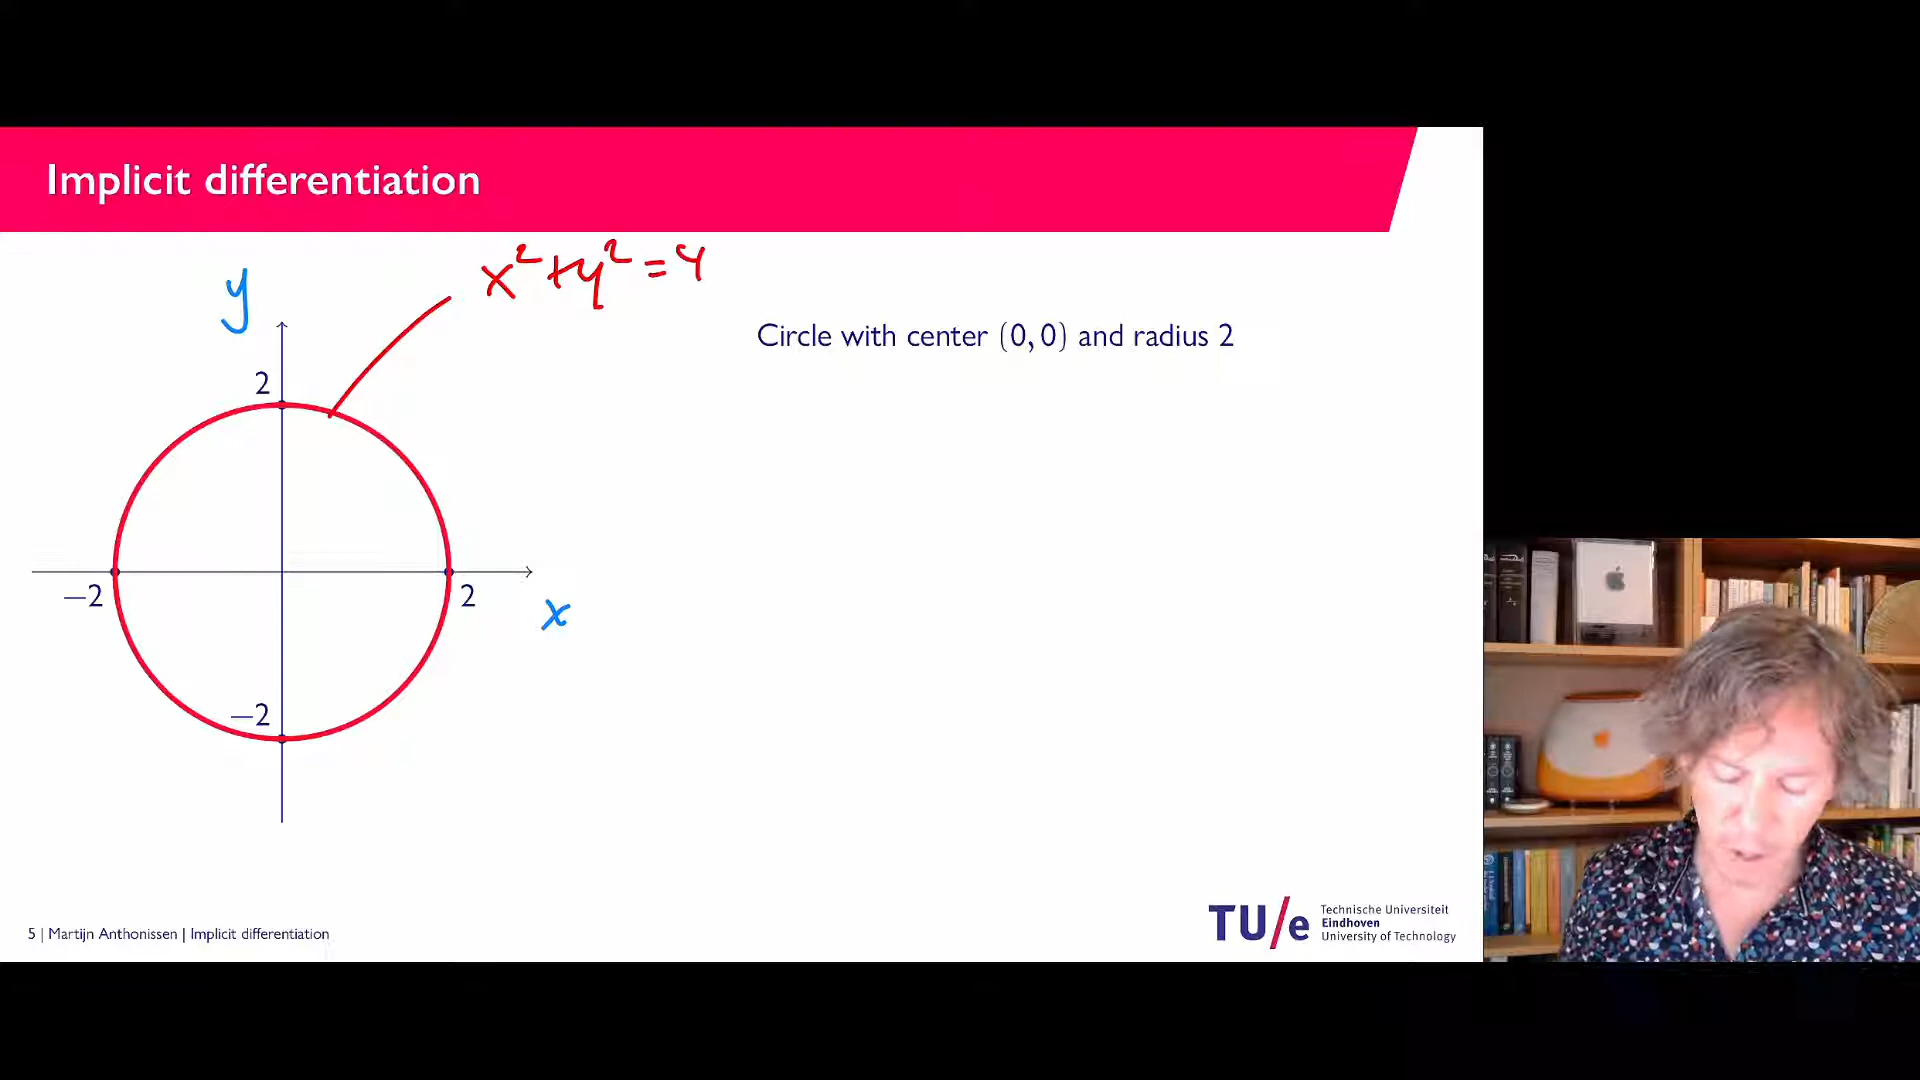 Implicit differentiation
x² + y² = 4
y
Circle with center (0, 0) and radius 2
2
−2
2
x
−2
5 | Martijn Anthonissen | Implicit differentiation
TU/e
Technische Universiteit
Eindhoven
University of Technology